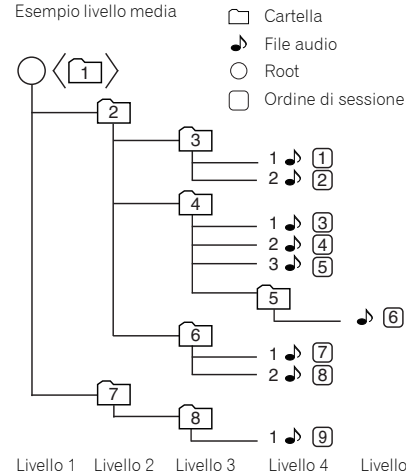 Esempio livello media
Cartella
File audio
Root
Ordine di sessione
1
2
3
1 1
2 2
4
1 3
2 4
3 5
5
6
6
1 7
2 8
7
8
1 9
Livello 1 Livello 2 Livello 3 Livello 4 Livello